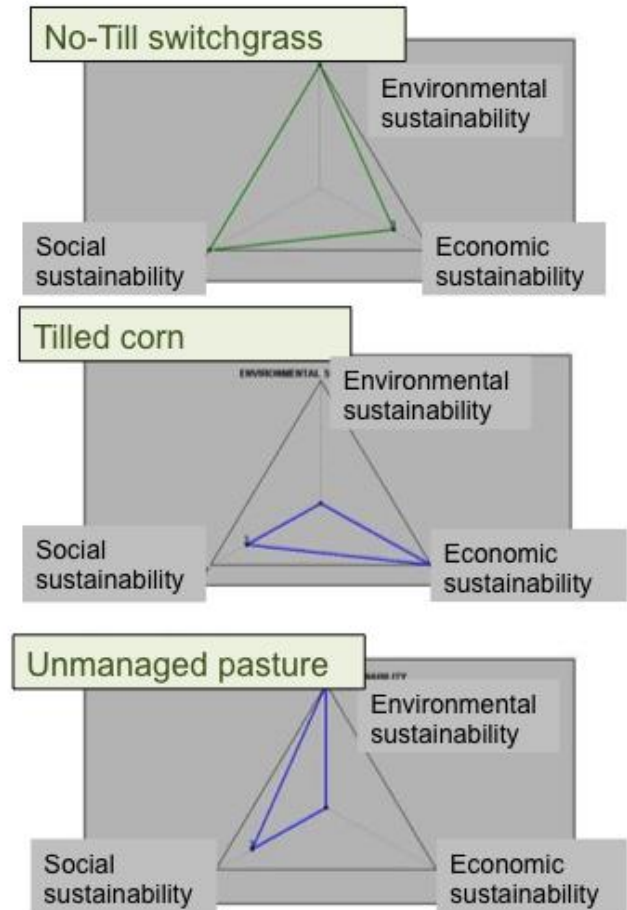 No-Till switchgrass
Environmental
sustainability
Social
sustainability
Economic
sustainability
Tilled corn
ENVIRONMENTAL S
Environmental
sustainability
Social
sustainability
Economic
sustainability
Unmanaged pasture
Environmental
sustainability
Social
sustainability
Economic
sustainability